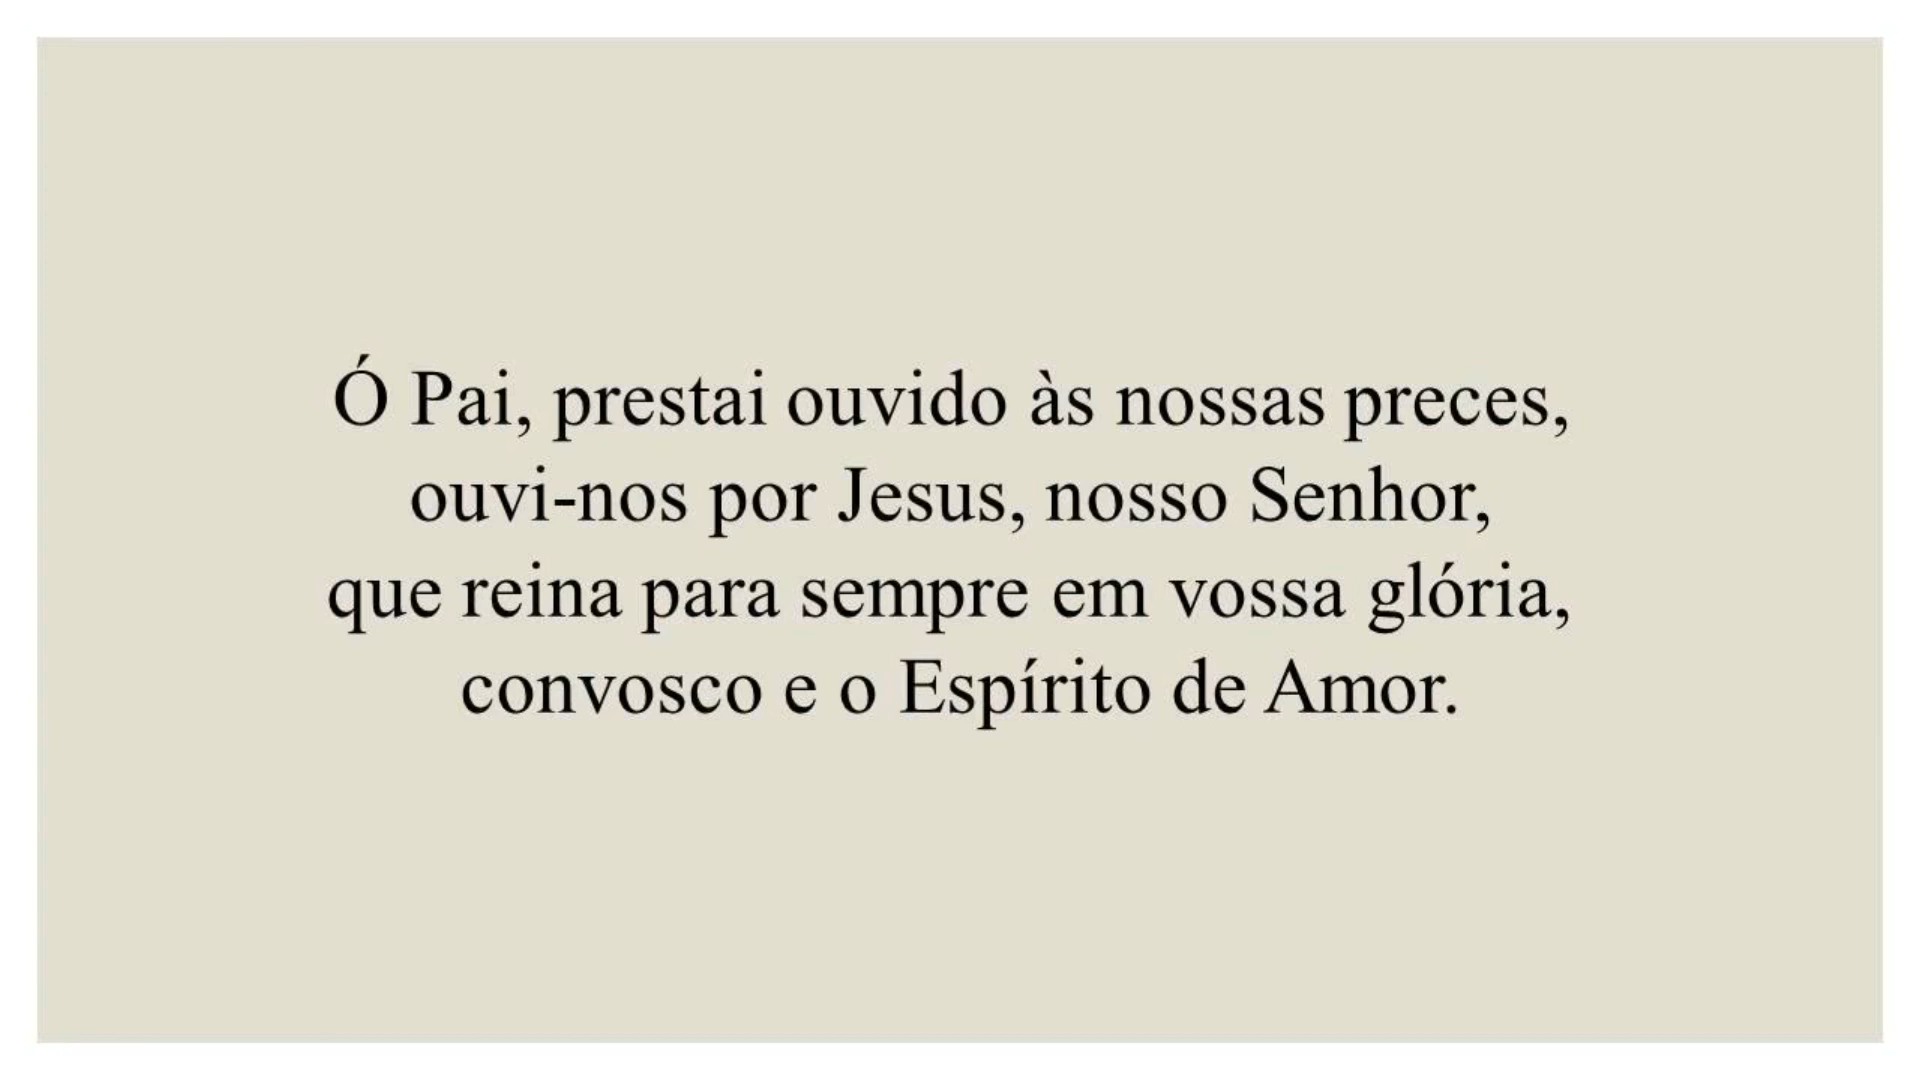 Ó Pai, prestai ouvido às nossas preces,
ouvi-nos por Jesus, nosso Senhor,
que reina para sempre em vossa glória,
convosco e o Espírito de Amor.